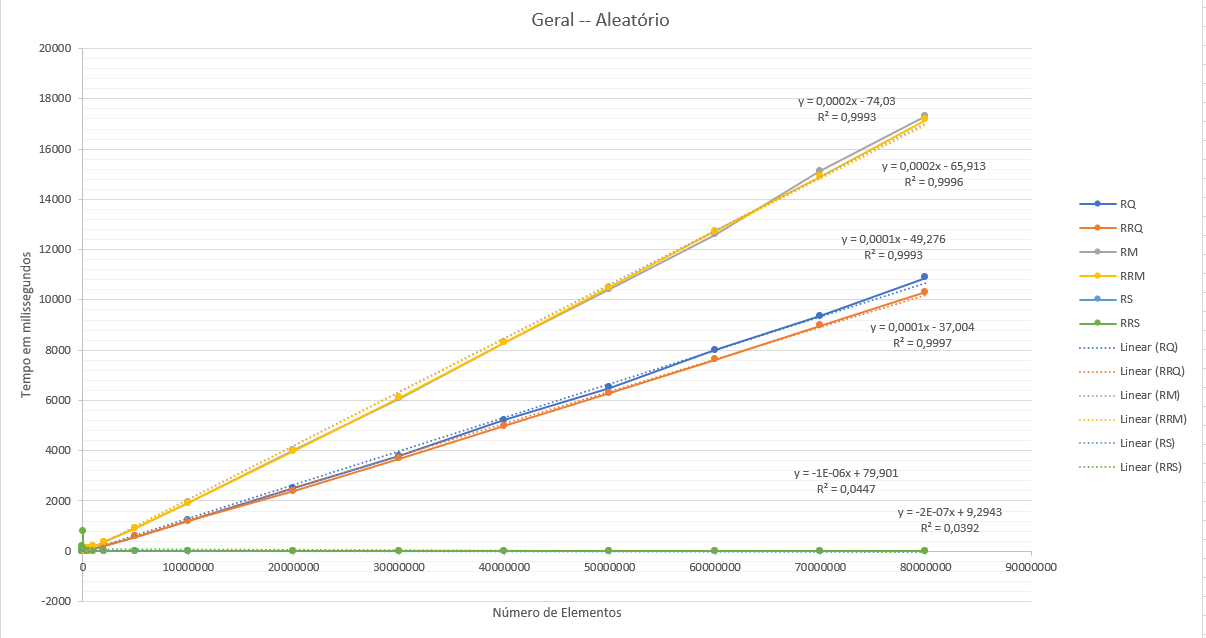 Geral -- Aleatório
20000
18000
16000
14000
12000
10000
8000
6000
4000
2000
0
-2000
Tempo em milissegundos
y = 0,0002x - 74,03
R² = 0,9993
y = 0,0002x - 65,913
R² = 0,9996
y = 0,0001x - 49,276
R² = 0,9993
y = 0,0001x - 37,004
R² = 0,9997
y = -1E-06x + 79,901
R² = 0,0447
y = -2E-07x + 9,2943
R² = 0,0392
0 10000000 20000000 30000000 40000000 50000000 60000000 70000000 80000000 90000000
Número de Elementos
RQ
RRQ
RM
RRM
RS
RRS
Linear (RQ)
Linear (RRQ)
Linear (RM)
Linear (RRM)
Linear (RS)
Linear (RRS)